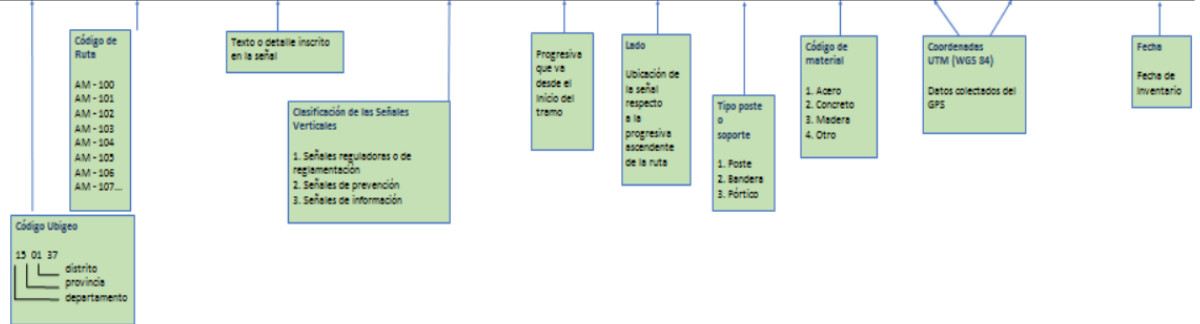 Código de
Ruta
AM - 100
AM - 101
AM - 102
AM - 103
AM - 104
AM - 105
AM - 106
AM - 107...
Código Ubigeo
15 01 37
distrito
provincia
departamento
Texto o detalle inscrito
en la señal
Clasificación de las Señales
Verticales
1. Señales reguladoras o de
reglamentación
2. Señales de prevención
3. Señales de información
Progresiva
que va
desde el
inicio del
tramo
Lado
Ubicación de
la señal
respecto
a la
progresiva
ascendente
de la ruta
Tipo poste
o
soporte
1. Poste
2. Bandera
3. Pórtico
Código de
material
1. Acero
2. Concreto
3. Madera
4. Otro
Coordenadas
UTM (WGS 84)
Datos colectados del
GPS
Fecha
Fecha de
Inventario